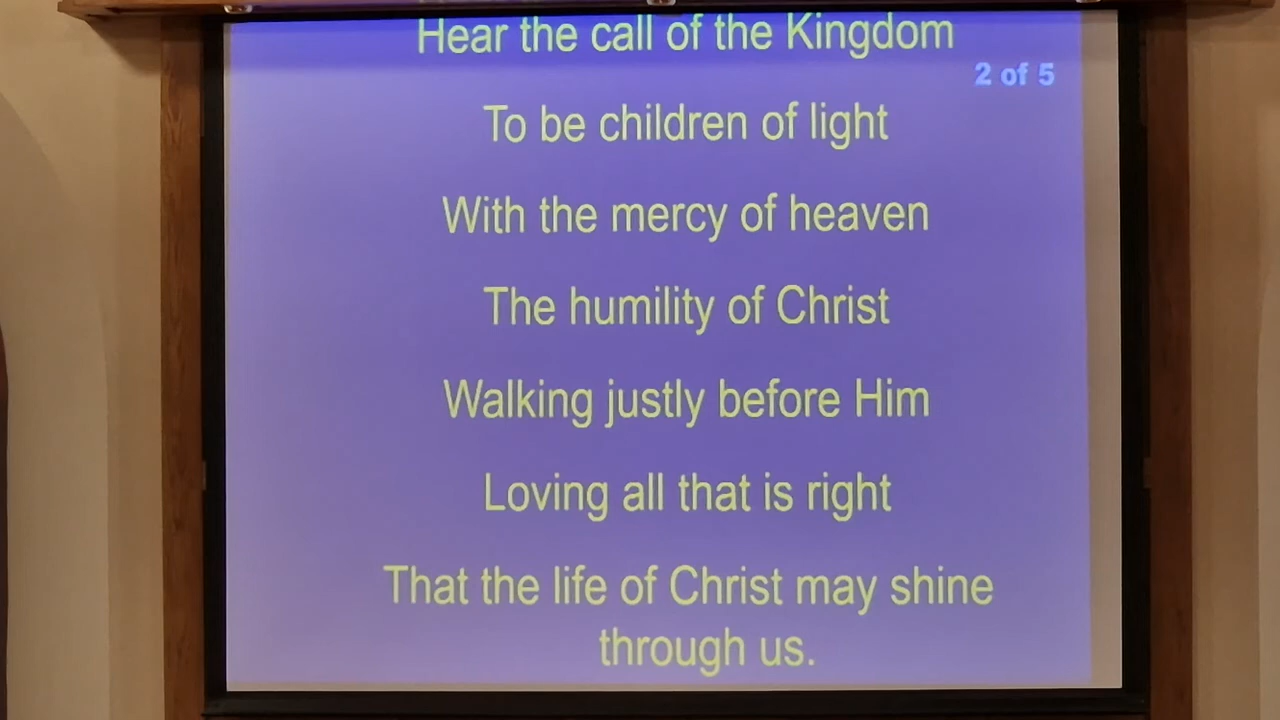 Hear the call of the Kingdom
2 of 5
To be children of light
With the mercy of heaven
The humility of Christ
Walking justly before Him
Loving all that is right
That the life of Christ may shine
through us.